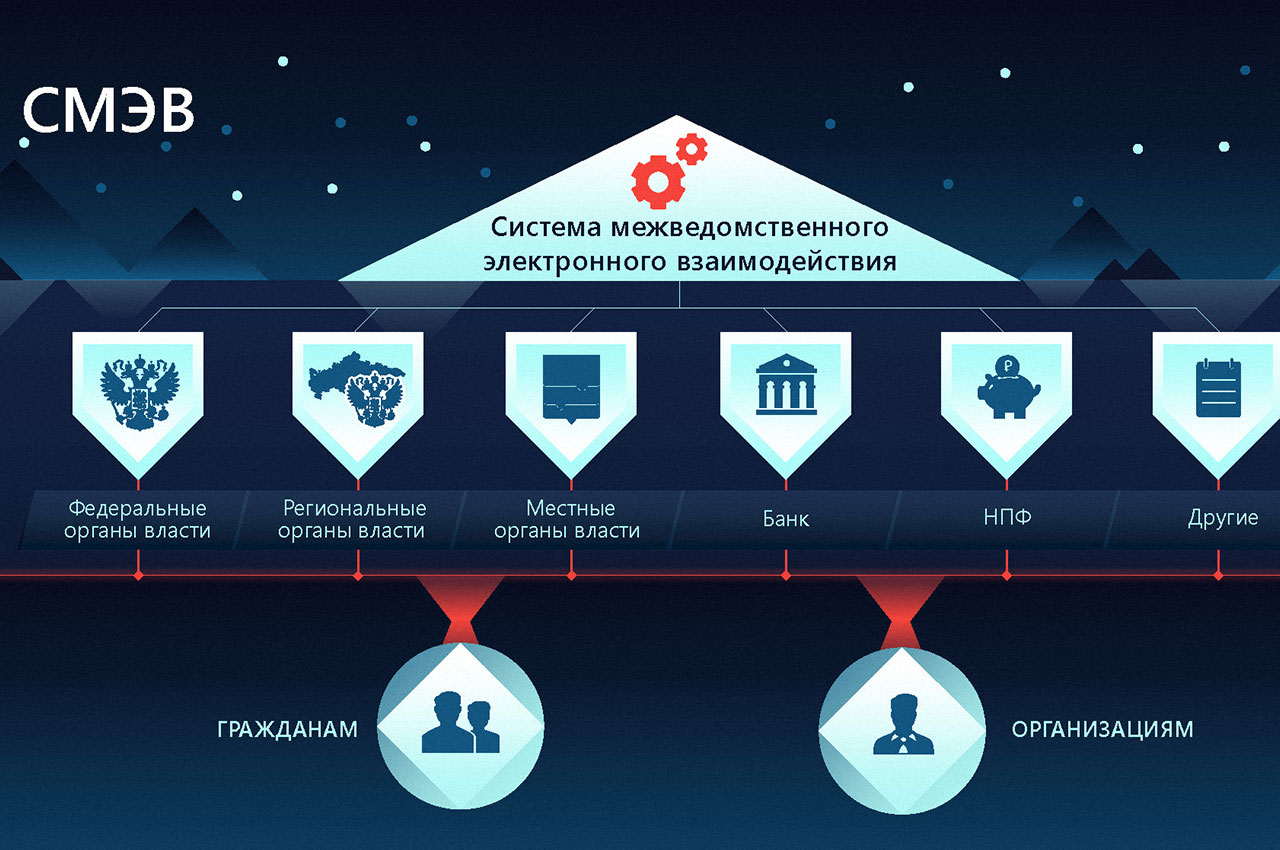 СМЭВ
Система межведомственного
электронного взаимодействия
₽
Федеральные
органы власти
Региональные
органы власти
Местные
органы власти
Банк
НПФ
Другие
ГРАЖДАНАМ
ОРГАНИЗАЦИЯМ